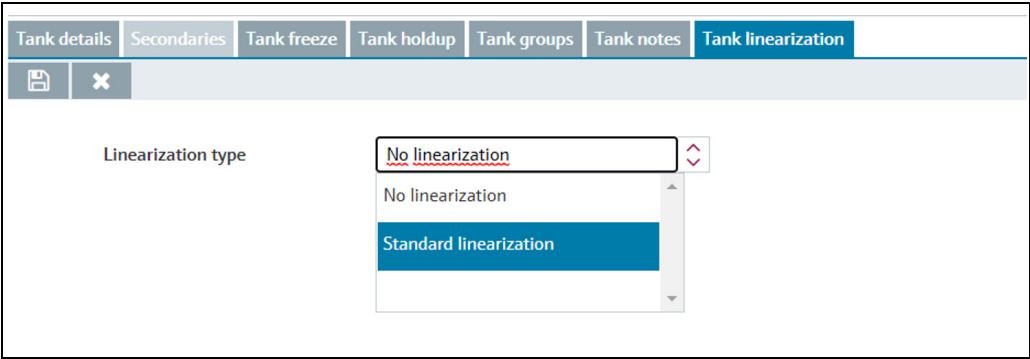 Tank details Secondaries Tank freeze Tank holdup Tank groups Tank notes Tank linearization
Linearization type No linearization
No linearization
Standard linearization